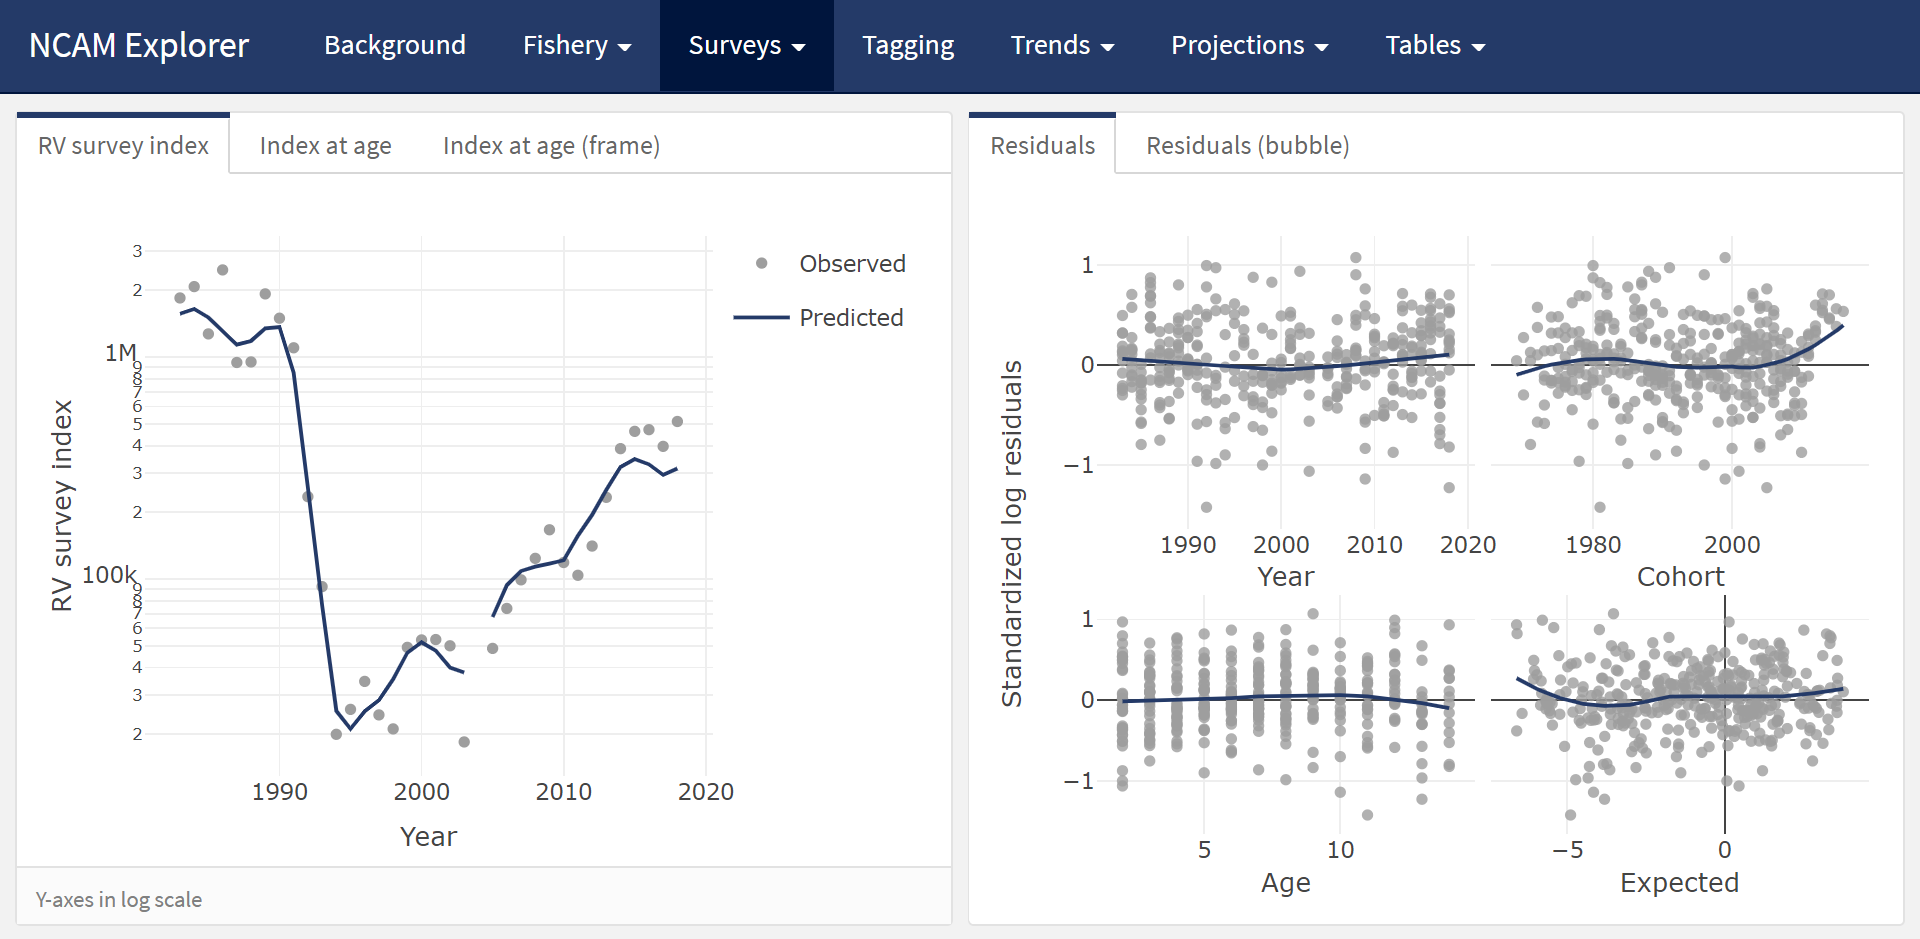 NCAM Explorer Background Fishery Surveys Tagging Trends Projections Tables
RV survey index Index at age Index at age (frame)
3
2
1M
9
8
7
6
5
4
3
2
100k
9
8
7
6
5
4
3
2
RV survey index
1990 2000 2010 2020
Year
Observed
Predicted
Y-axes in log scale
Residuals Residuals (bubble)
Standardized log residuals
1
0
−1
1990 2000 2010 2020
Year
1980 2000
Cohort
1
0
−1
5 10
Age
−5 0
Expected